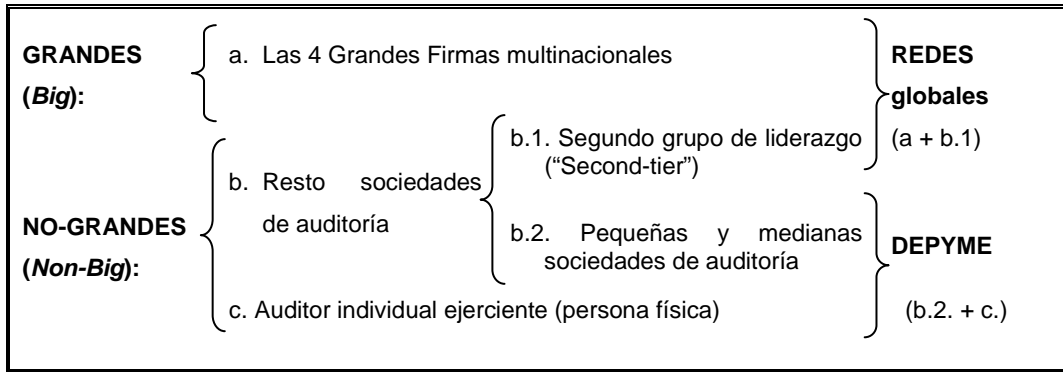 GRANDES
(Big):
a. Las 4 Grandes Firmas multinacionales
REDES
globales
(a + b.1)
NO-GRANDES
(Non-Big):
b. Resto sociedades
de auditoría
b.1. Segundo grupo de liderazgo
(“Second-tier”)
b.2. Pequeñas y medianas
sociedades de auditoría
c. Auditor individual ejerciente (persona física)
DEPYME
(b.2. + c.)